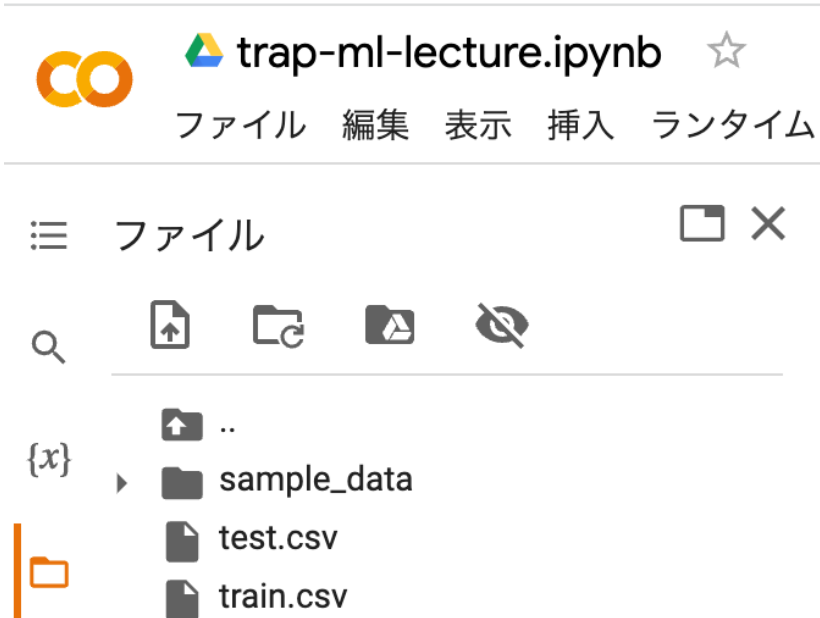 trap-ml-lecture.ipynb
ファイル 編集 表示 挿入 ランタイム
ファイル
..
{x}
sample_data
test.csv
train.csv